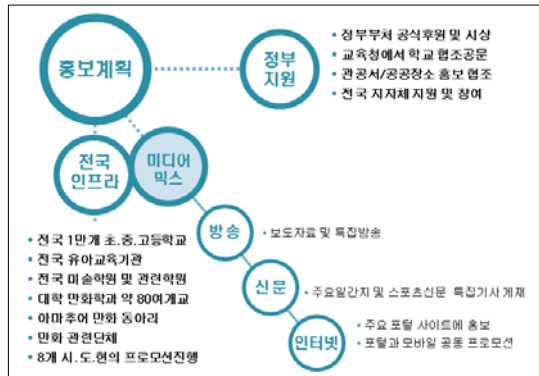 홍보계획
정부
지원
• 정부부처 공식후원 및 시상
• 교육청에서 학교 협조공문
• 관공서/공공장소 홍보 협조
• 전국 지자체 지원 및 참여
전국
인프라
미디어
믹스
• 전국 1만개 초.중.고등학교
• 전국 유아교육기관
• 전국 미술학원 및 관련학원
• 대학 만화학과 약 80여개교
• 아마추어 만화 동아리
• 만화 관련단체
• 8개 시.도.현의 프로모션진행
방송
• 보도자료 및 특집방송
신문
• 주요일간지 및 스포츠신문 특집기사 게재
인터넷
• 주요 포털 사이트에 홍보
• 포털과 모바일 공동 프로모션